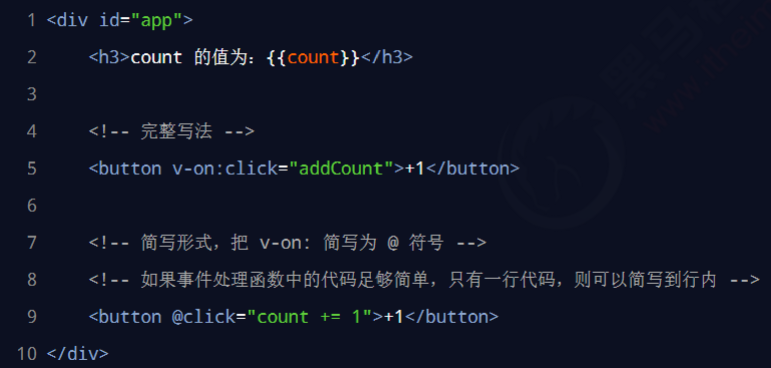 1 <div id="app">
2 <h3>count 的值为：{{count}}</h3>
3
4 <!-- 完整写法 -->
5 <button v-on:click="addCount">+1</button>
6
7 <!-- 简写形式，把 v-on: 简写为 @ 符号 -->
8 <!-- 如果事件处理函数中的代码足够简单，只有一行代码，则可以简写到行内 -->
9 <button @click="count += 1">+1</button>
10 </div>